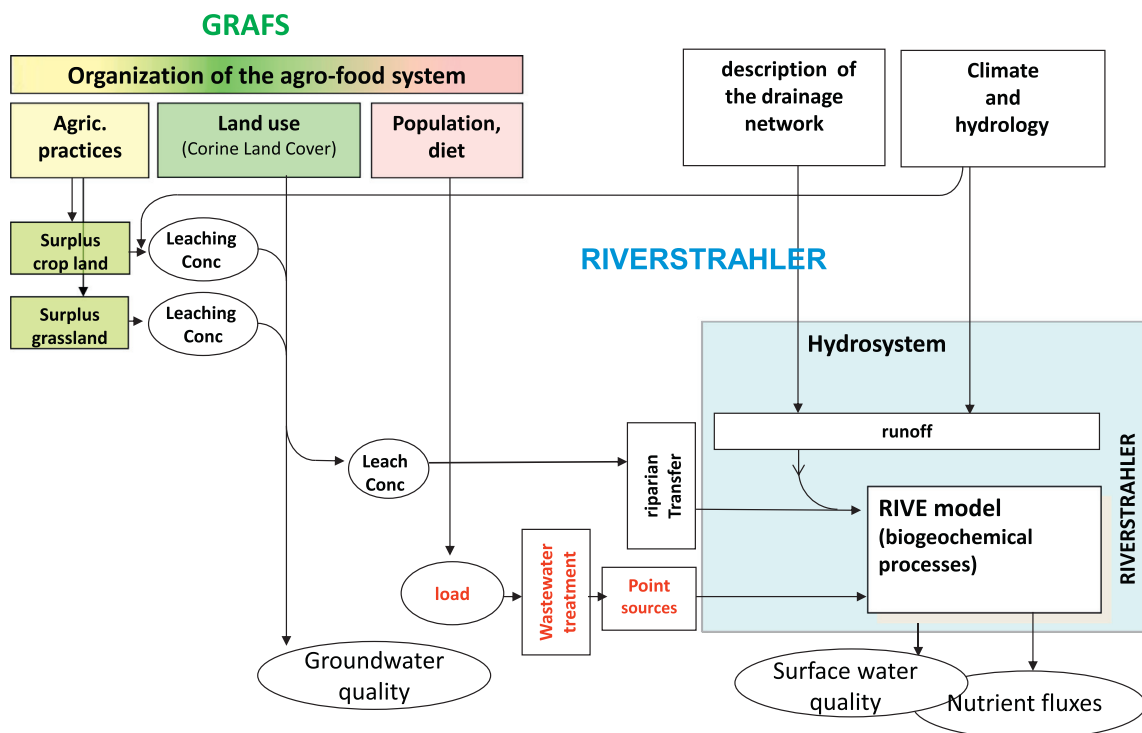 GRAFS
Organization of the agro-food system
Agric.
practices
Land use
(Corine Land Cover)
Population,
diet
description of
the drainage
network
Climate
and
hydrology
Surplus
crop land
Leaching
Conc
Surplus
grassland
Leaching
Conc
RIVERSTRAHLER
Hydrosystem
runoff
Leach
Conc
riparian
Transfer
RIVE model
(biogeochemical
processes)
RIVERSTRAHLER
load
Wastewater
treatment
Point
sources
Groundwater
quality
Surface water
quality
Nutrient fluxes